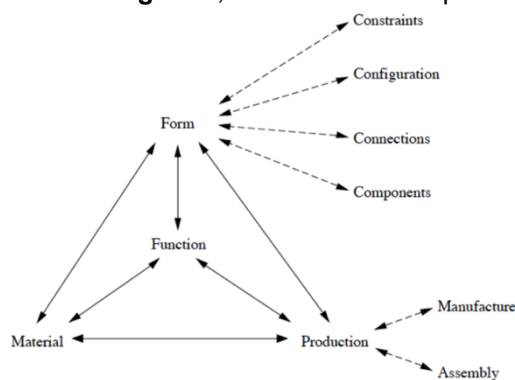 Constraints
Configuration
Form
Connections
Components
Function
Manufacture
Material
Production
Assembly